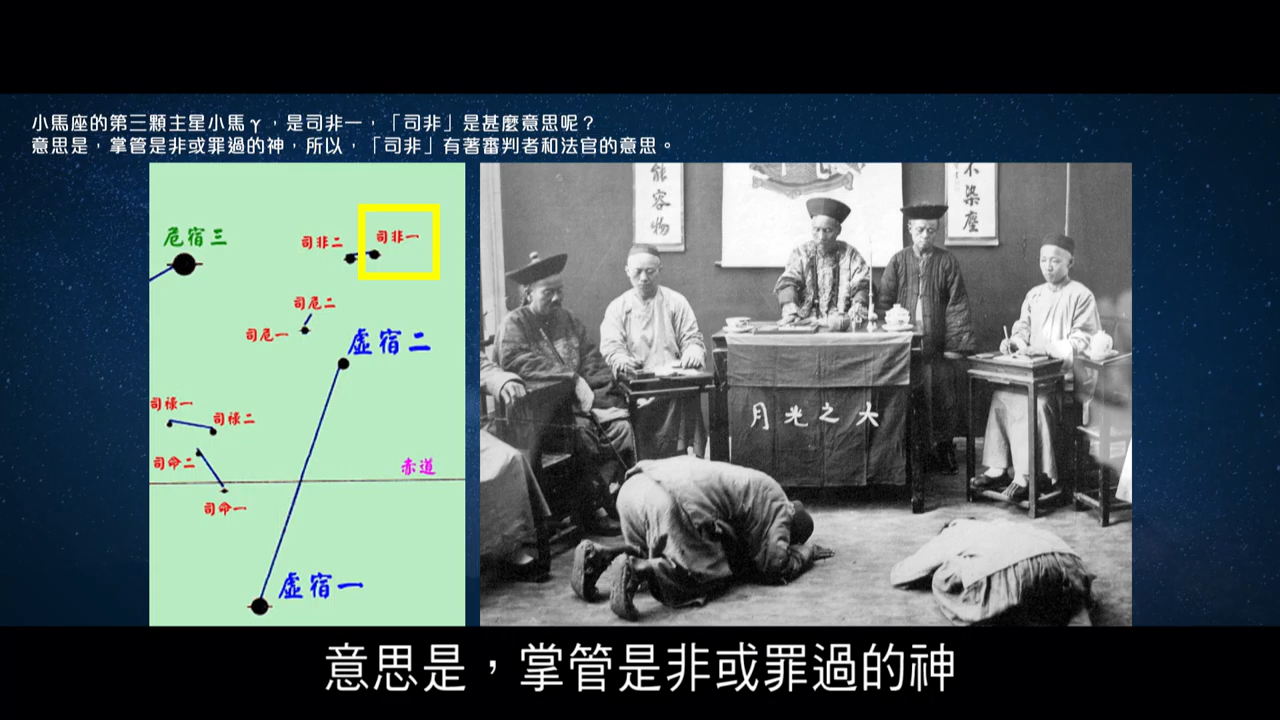 小馬座的第三顆主星小馬γ，是司非一，「司非」是甚麼意思呢？
意思是，掌管是非或罪過的神，所以，「司非」有著審判者和法官的意思。
危宿三
司非二
司非一
司危二
司危一
虛宿二
司祿一
司祿二
司命二
赤道
司命一
虛宿一
能容物
不染塵
月光之大
意思是，掌管是非或罪過的神